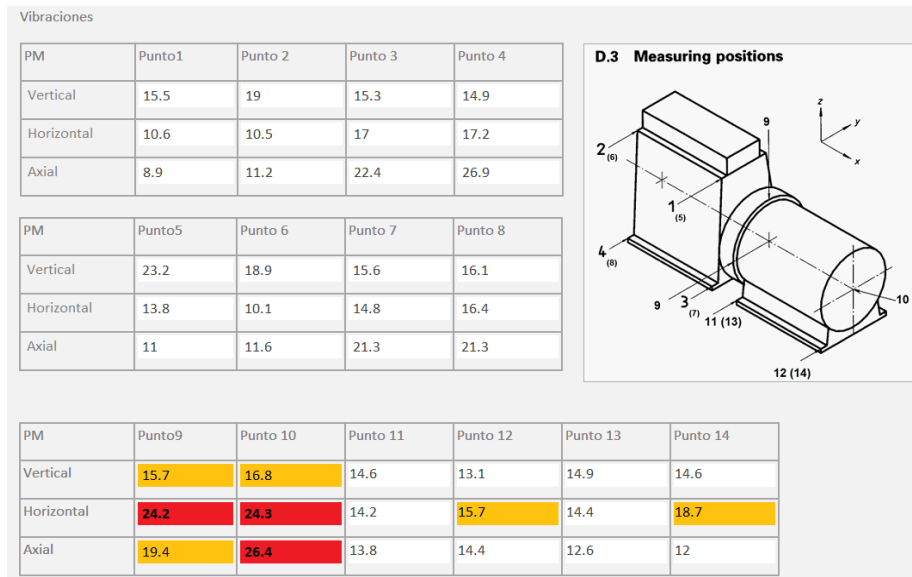 Vibraciones
PM Punto1 Punto 2 Punto 3 Punto 4
Vertical 15.5 19 15.3 14.9
Horizontal 10.6 10.5 17 17.2
Axial 8.9 11.2 22.4 26.9
D.3 Measuring positions
z
y
x
9
2 (6)
1 (5)
4 (8)
9
3 (7)
10
11 (13)
12 (14)
PM Punto5 Punto 6 Punto 7 Punto 8
Vertical 23.2 18.9 15.6 16.1
Horizontal 13.8 10.1 14.8 16.4
Axial 11 11.6 21.3 21.3
PM Punto9 Punto 10 Punto 11 Punto 12 Punto 13 Punto 14
Vertical 15.7 16.8 14.6 13.1 14.9 14.6
Horizontal 24.2 24.3 14.2 15.7 14.4 18.7
Axial 19.4 26.4 13.8 14.4 12.6 12